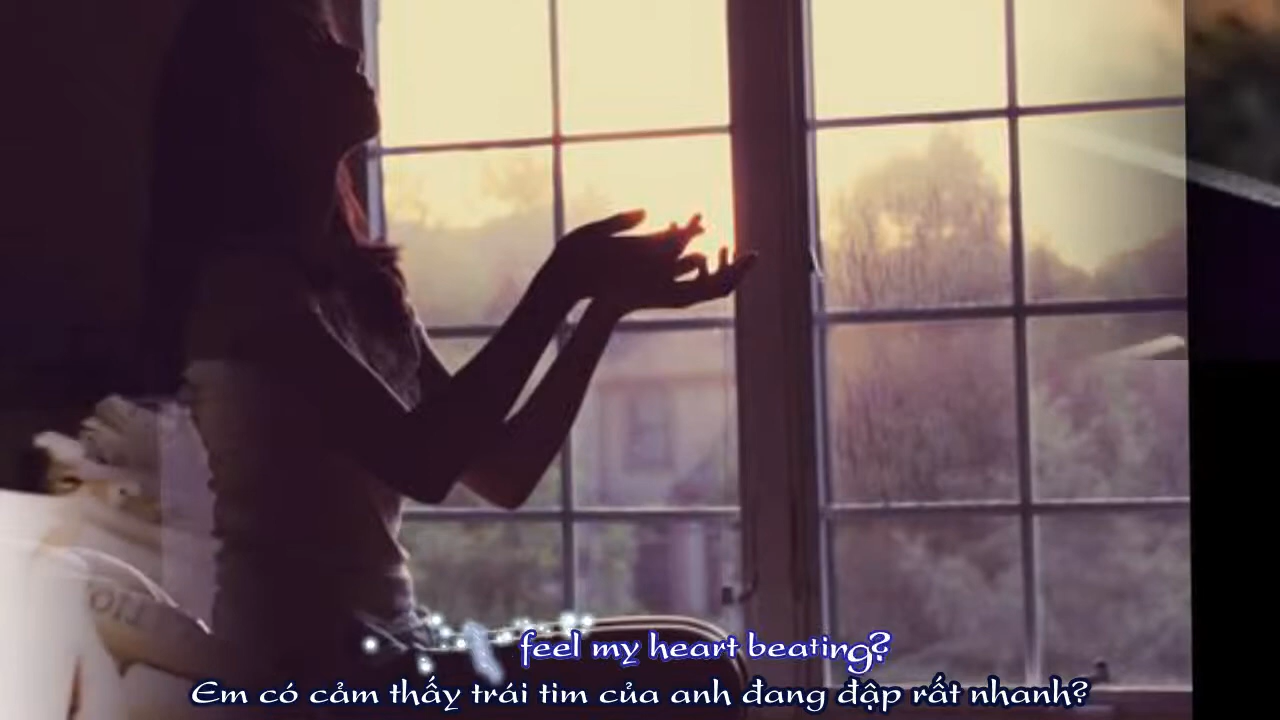 feel my heart beating?
Em có cảm thấy trái tim của anh đang đập rất nhanh?